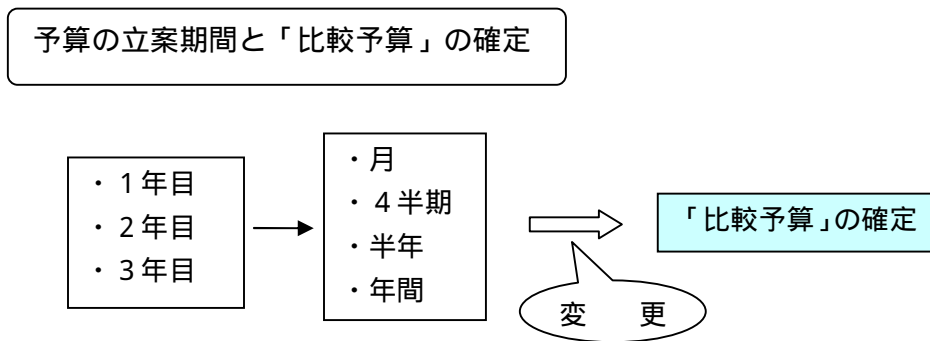 予算の立案期間と「比較予算」の確定
・１年目
・２年目
・３年目
・月
・４半期
・半年
・年間
「比較予算」の確定
変　更